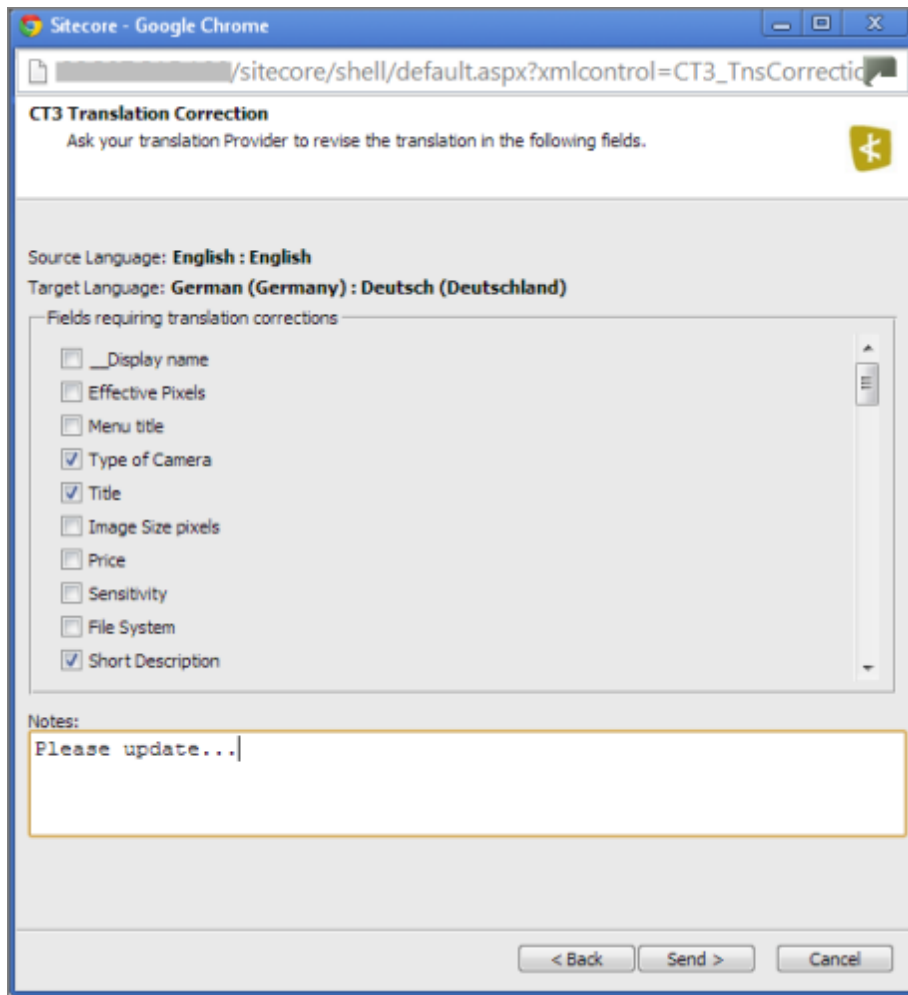 Sitecore - Google Chrome
/sitecore/shell/default.aspx?xmlcontrol=CT3_TnsCorrectio
CT3 Translation Correction
Ask your translation Provider to revise the translation in the following fields.
Source Language: English : English
Target Language: German (Germany) : Deutsch (Deutschland)
Fields requiring translation corrections
__Display name
Effective Pixels
Menu title
Type of Camera
Title
Image Size pixels
Price
Sensitivity
File System
Short Description
Notes:
Please update...
< Back Send > Cancel